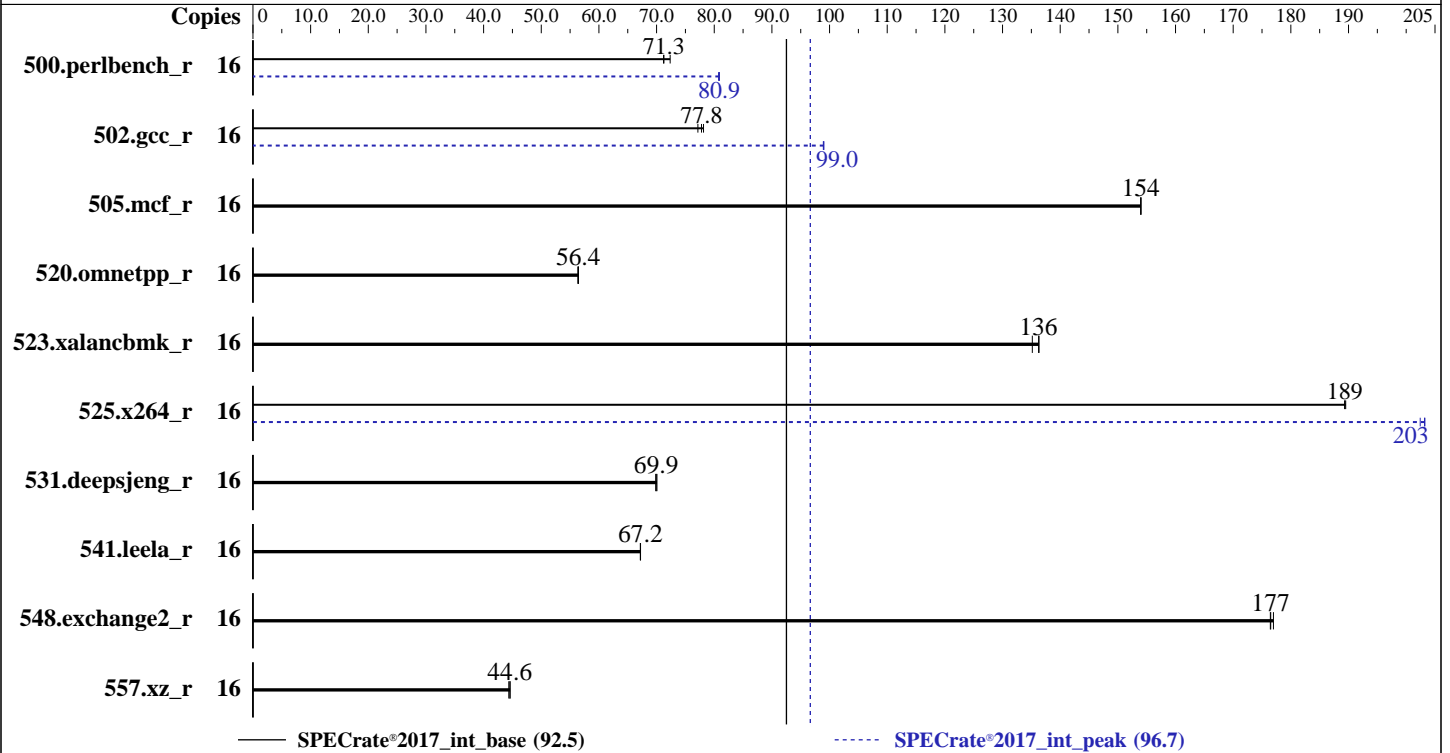 Copies 0 10.0 20.0 30.0 40.0 50.0 60.0 70.0 80.0 90.0 100 110 120 130 140 150 160 170 180 190 205
500.perlbench_r 16 71.3
80.9
502.gcc_r 16 77.8
99.0
505.mcf_r 16 154
520.omnetpp_r 16 56.4
523.xalancbmk_r 16 136
525.x264_r 16 189
203
531.deepsjeng_r 16 69.9
541.leela_r 16 67.2
548.exchange2_r 16 177
557.xz_r 16 44.6
SPECrate®2017_int_base (92.5) SPECrate®2017_int_peak (96.7)